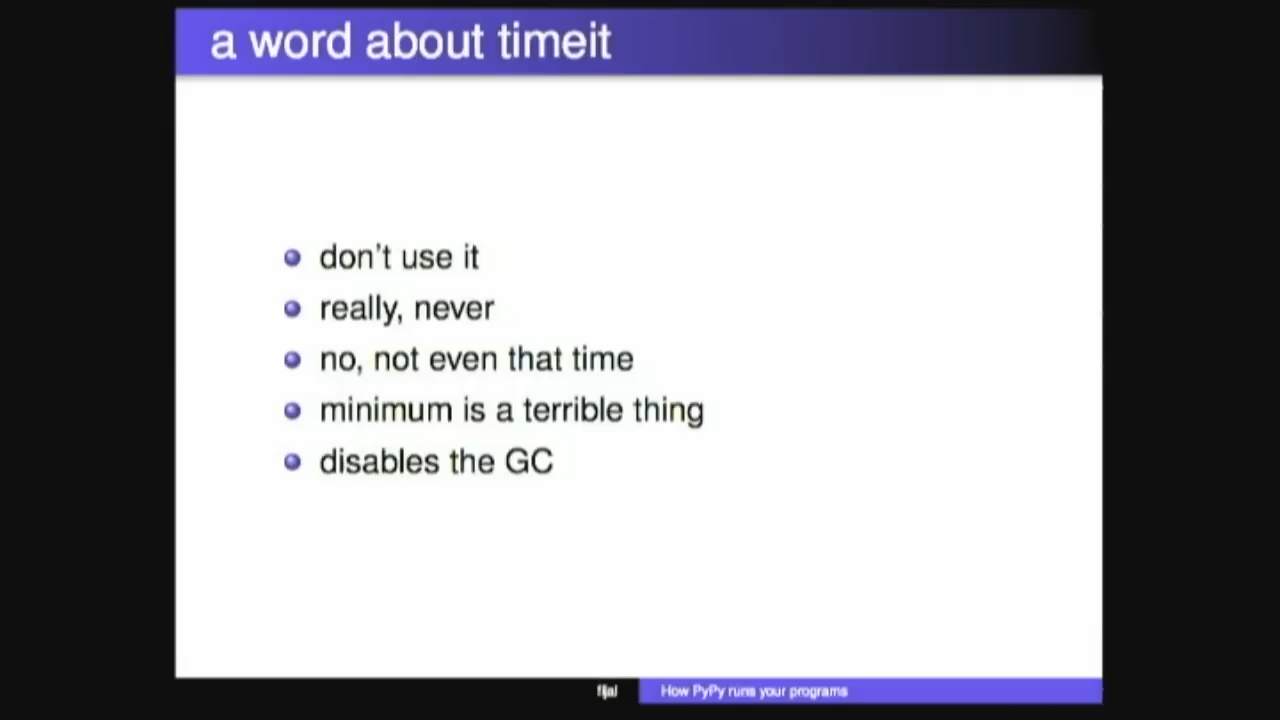 a word about timeit
don't use it
really, never
no, not even that time
minimum is a terrible thing
disables the GC
fijal
How PyPy runs your programs